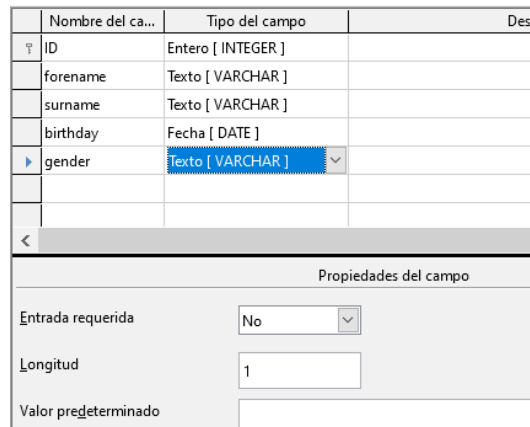 Nombre del ca... Tipo del campo Des
ID Entero [ INTEGER ]
forename Texto [ VARCHAR ]
surname Texto [ VARCHAR ]
birthday Fecha [ DATE ]
gender Texto [ VARCHAR ]
Propiedades del campo
Entrada requerida No
Longitud 1
Valor predeterminado